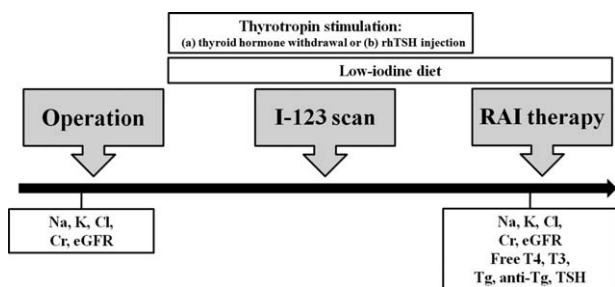 Thyrotropin stimulation:
(a) thyroid hormone withdrawal or (b) rhTSH injection
Low-iodine diet
Operation
I-123 scan
RAI therapy
Na, K, Cl,
Cr, eGFR
Na, K, Cl,
Cr, eGFR
Free T4, T3,
Tg, anti-Tg, TSH